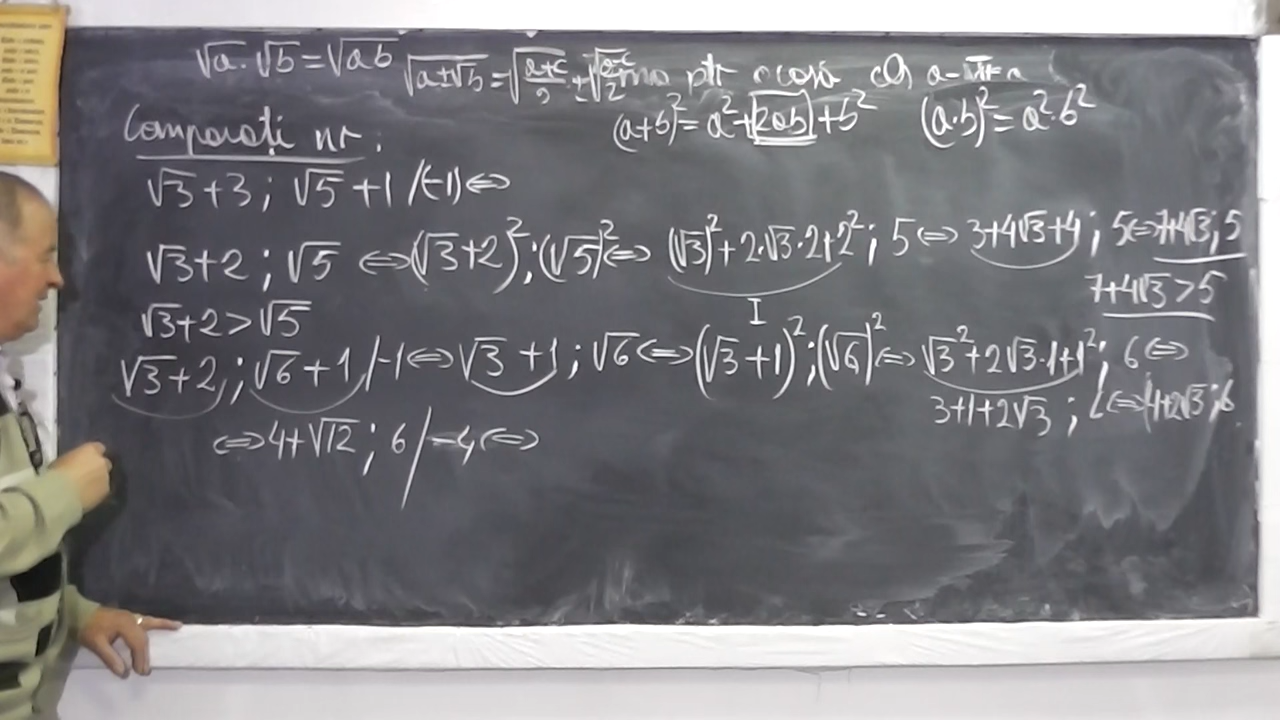 √a·√b=√ab √a±√b=√(a+c)/2±√(a-c)/2
(a+b)²=a²+2ab+b² (a·b)²=a²·b²
Comparați nr:
√3+3; √5+1 /(-1)⇔
√3+2; √5 ⇔(√3+2)²;(√5)²⇔ (√3)²+2·√3·2+2²; 5⇔ 3+4√3+4; 5⇔7+4√3;5
I
7+4√3>5
√3+2>√5
√3+2; √6+1/-1⇔√3+1; √6⇔(√3+1)²;(√6)²⇔ √3²+2√3·1+1²; 6⇔
3+1+2√3; 6⇔4+2√3;6
⇔4+√12; 6/-4⇔